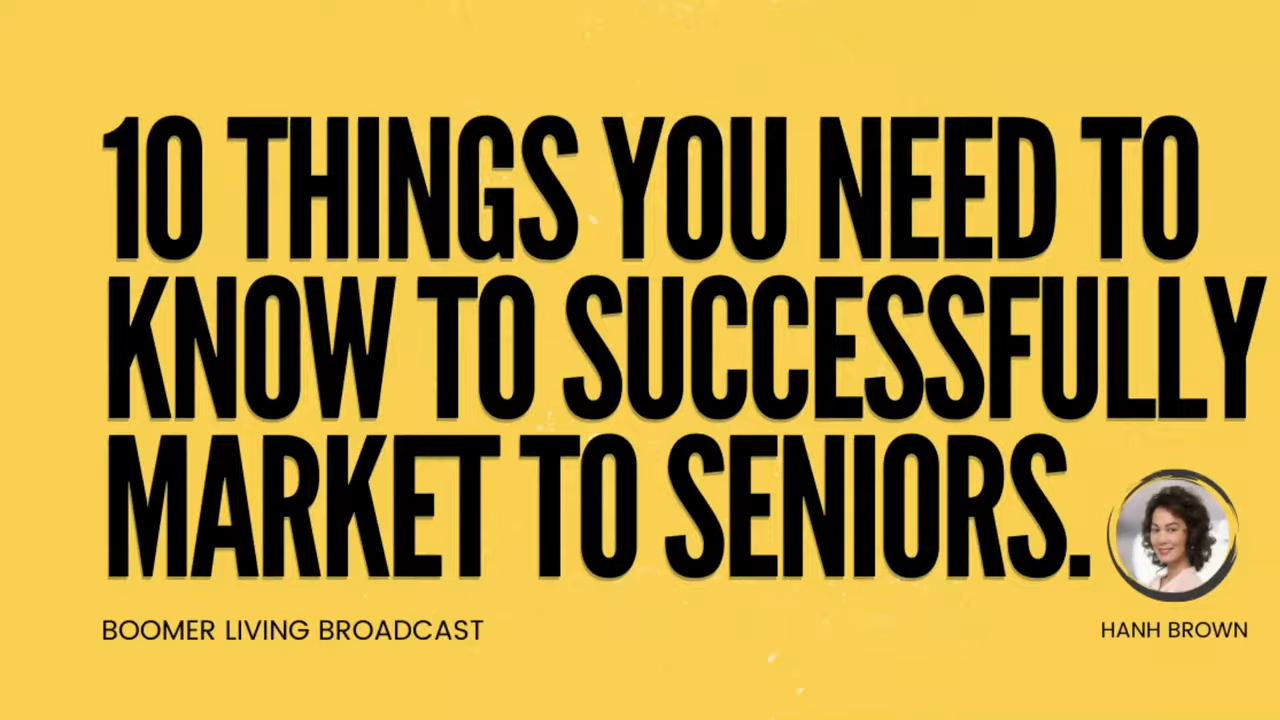 10 THINGS YOU NEED TO
KNOW TO SUCCESSFULLY
MARKET TO SENIORS.
BOOMER LIVING BROADCAST
HANH BROWN